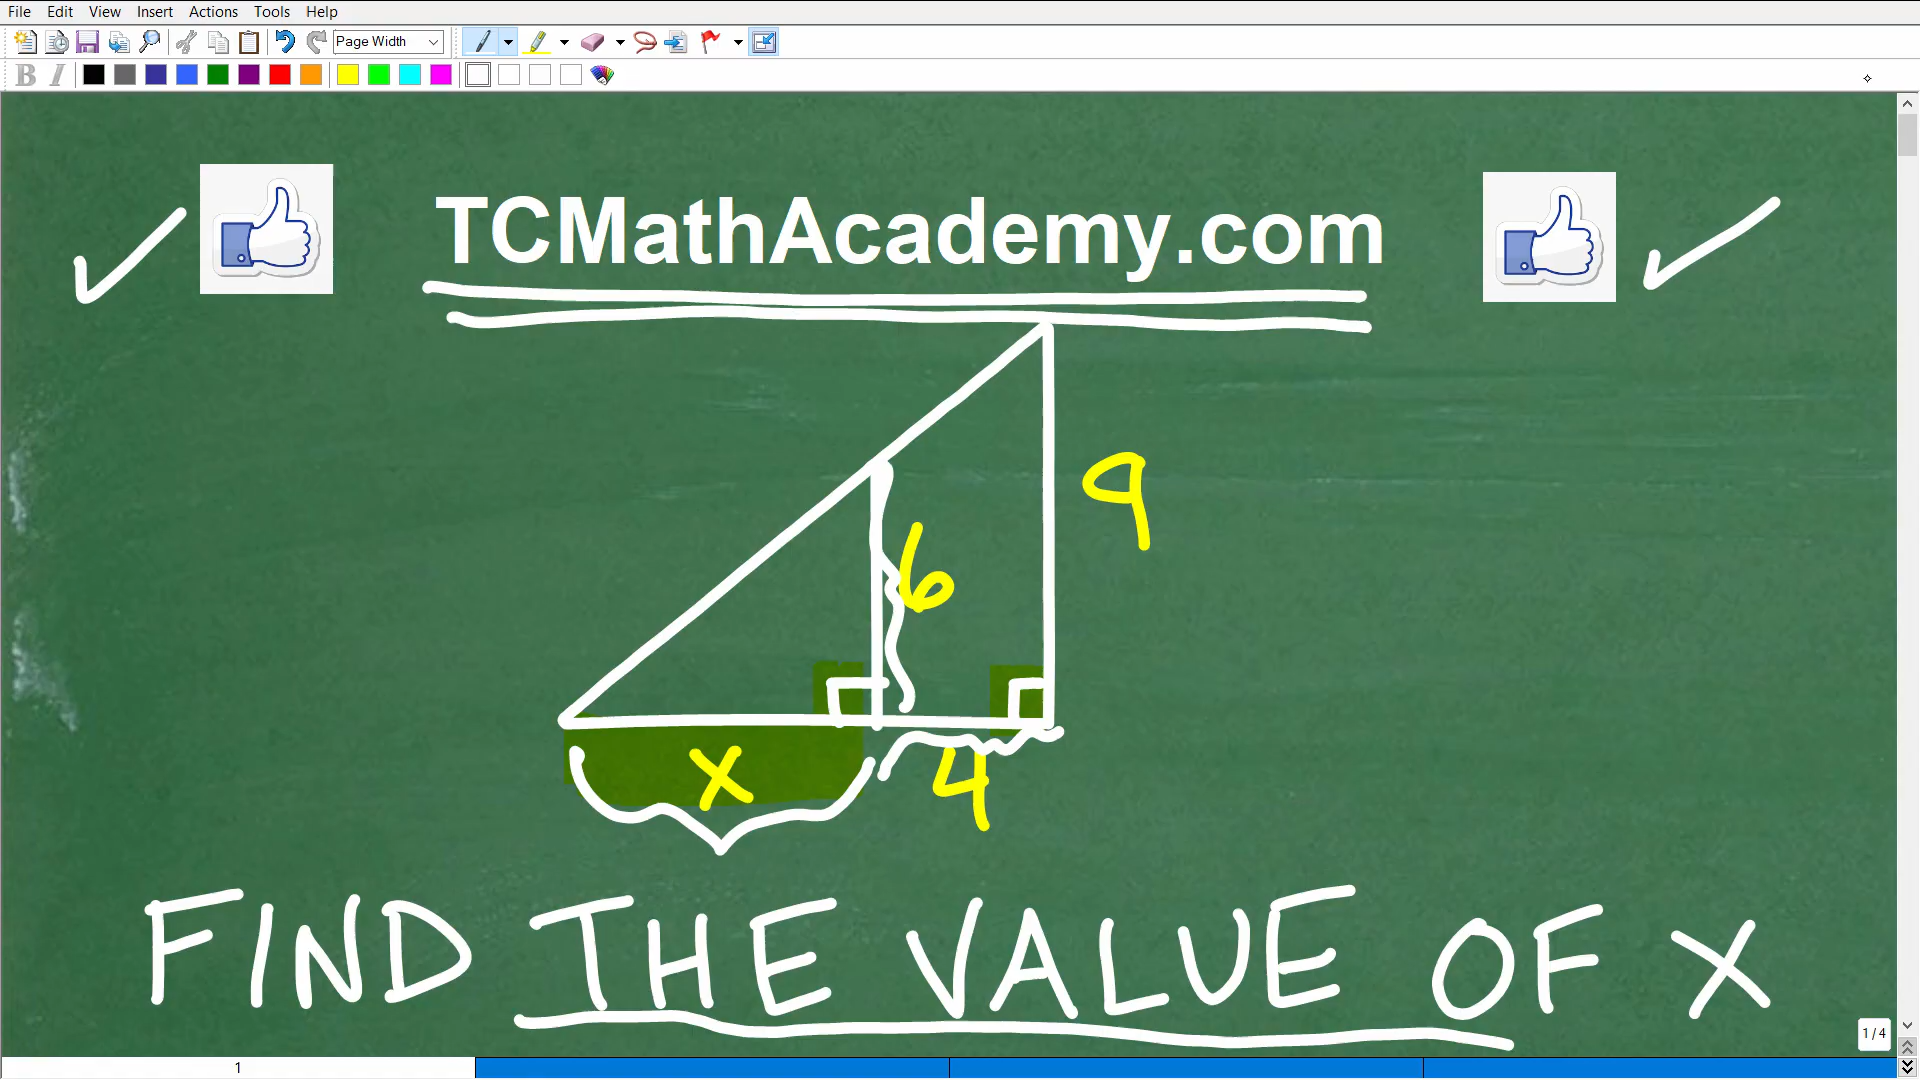 File Edit View Insert Actions Tools Help
Page Width
B I
TCMathAcademy.com
9
6
x
4
FIND THE VALUE OF X
1 / 4
1